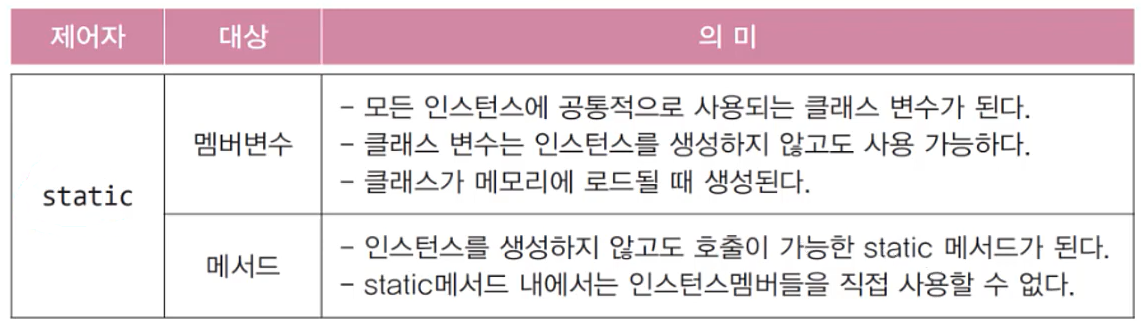 제어자 대상 의 미
static
멤버변수
– 모든 인스턴스에 공통적으로 사용되는 클래스 변수가 된다.
– 클래스 변수는 인스턴스를 생성하지 않고도 사용 가능하다.
– 클래스가 메모리에 로드될 때 생성된다.
메서드
– 인스턴스를 생성하지 않고도 호출이 가능한 static 메서드가 된다.
– static메서드 내에서는 인스턴스멤버들을 직접 사용할 수 없다.